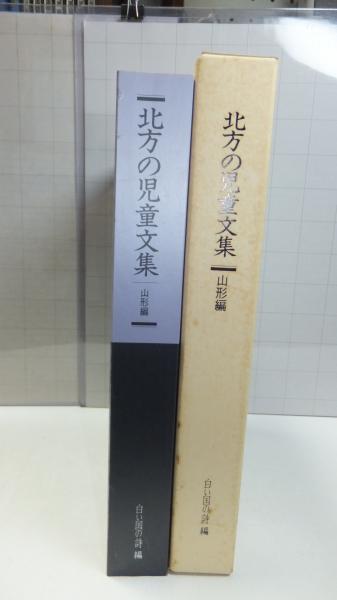 北方の児童文集
山形編
白い国の詩 編
北方の児童文集
山形編
白い国の詩 編